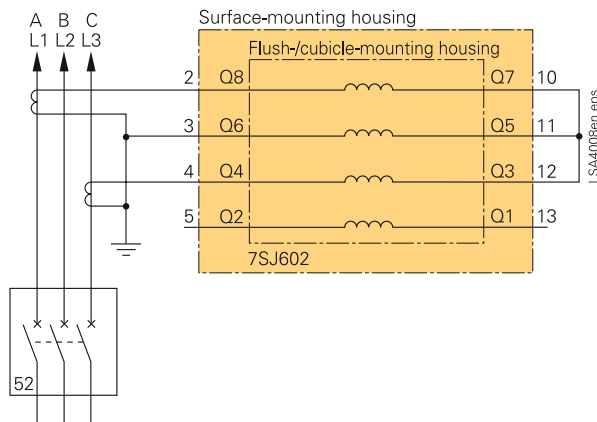 Surface-mounting housing
A B C
L1 L2 L3
Flush-/cubicle-mounting housing
2 Q8 Q7 10
3 Q6 Q5 11
4 Q4 Q3 12
5 Q2 Q1 13
7SJ602
LSA4008en.eps
52